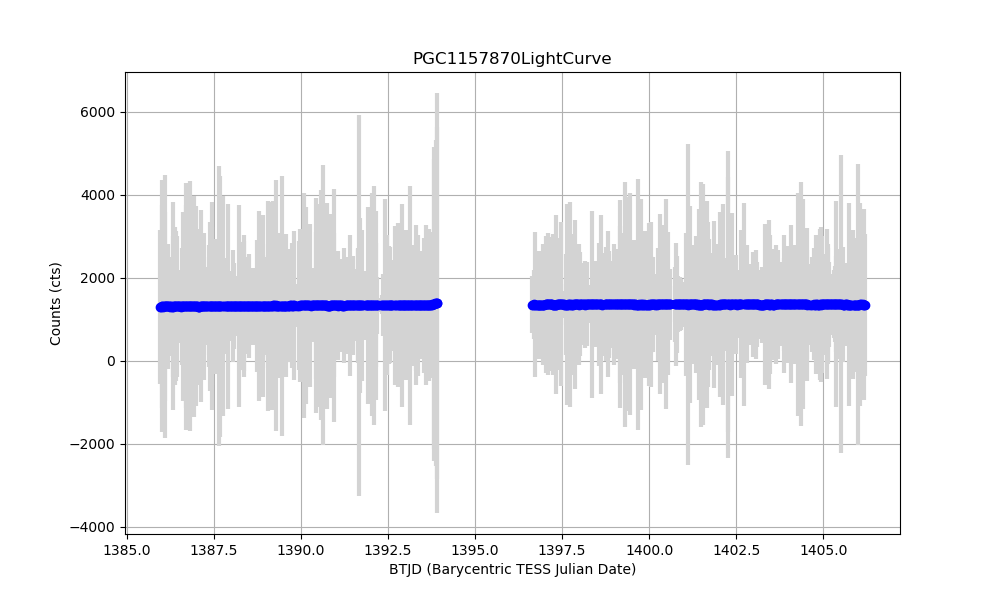 PGC1157870LightCurve
Counts (cts)
6000
4000
2000
0
−2000
−4000
1385.0 1387.5 1390.0 1392.5 1395.0 1397.5 1400.0 1402.5 1405.0
BTJD (Barycentric TESS Julian Date)